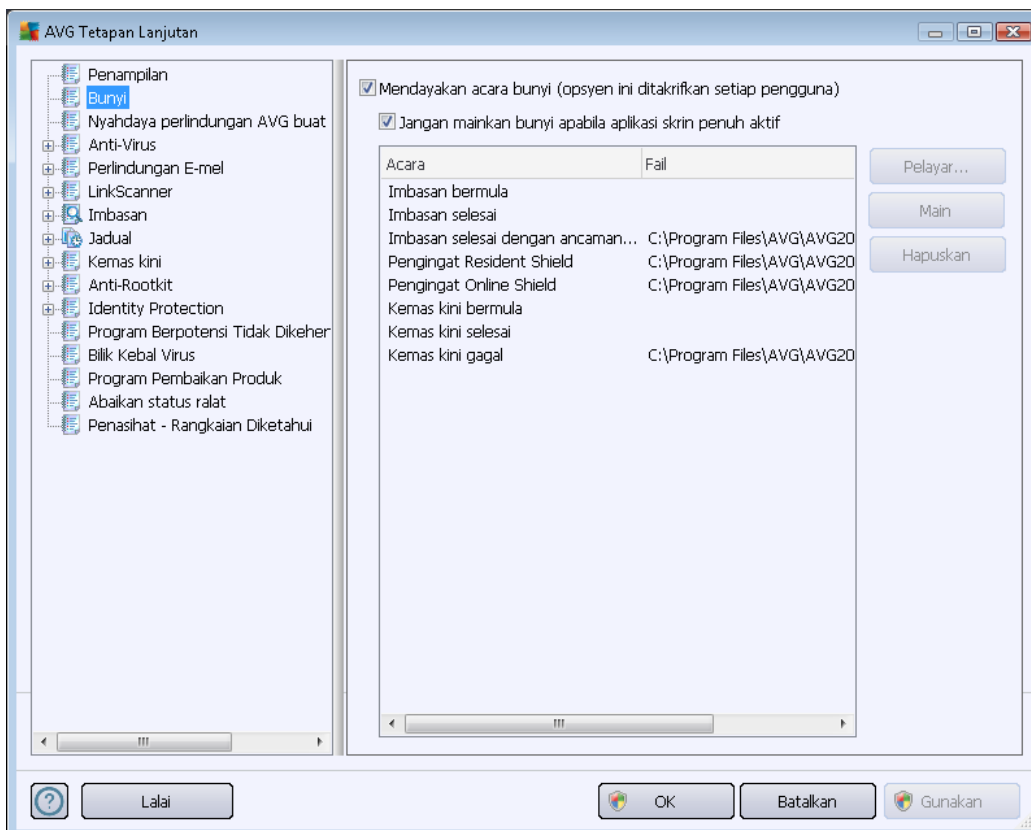 AVG Tetapan Lanjutan
Penampilan
Bunyi
Nyahdaya perlindungan AVG buat
Anti-Virus
Perlindungan E-mel
LinkScanner
Imbasan
Jadual
Kemas kini
Anti-Rootkit
Identity Protection
Program Berpotensi Tidak Dikeher
Bilik Kebal Virus
Program Pembaikan Produk
Abaikan status ralat
Penasihat - Rangkaian Diketahui
Mendayakan acara bunyi (opsyen ini ditakrifkan setiap pengguna)
Jangan mainkan bunyi apabila aplikasi skrin penuh aktif
Acara Fail
Imbasan bermula
Imbasan selesai
Imbasan selesai dengan ancaman... C:\Program Files\AVG\AVG20
Pengingat Resident Shield C:\Program Files\AVG\AVG20
Pengingat Online Shield C:\Program Files\AVG\AVG20
Kemas kini bermula
Kemas kini selesai
Kemas kini gagal C:\Program Files\AVG\AVG20
Pelayar...
Main
Hapuskan
Lalai OK Batalkan Gunakan